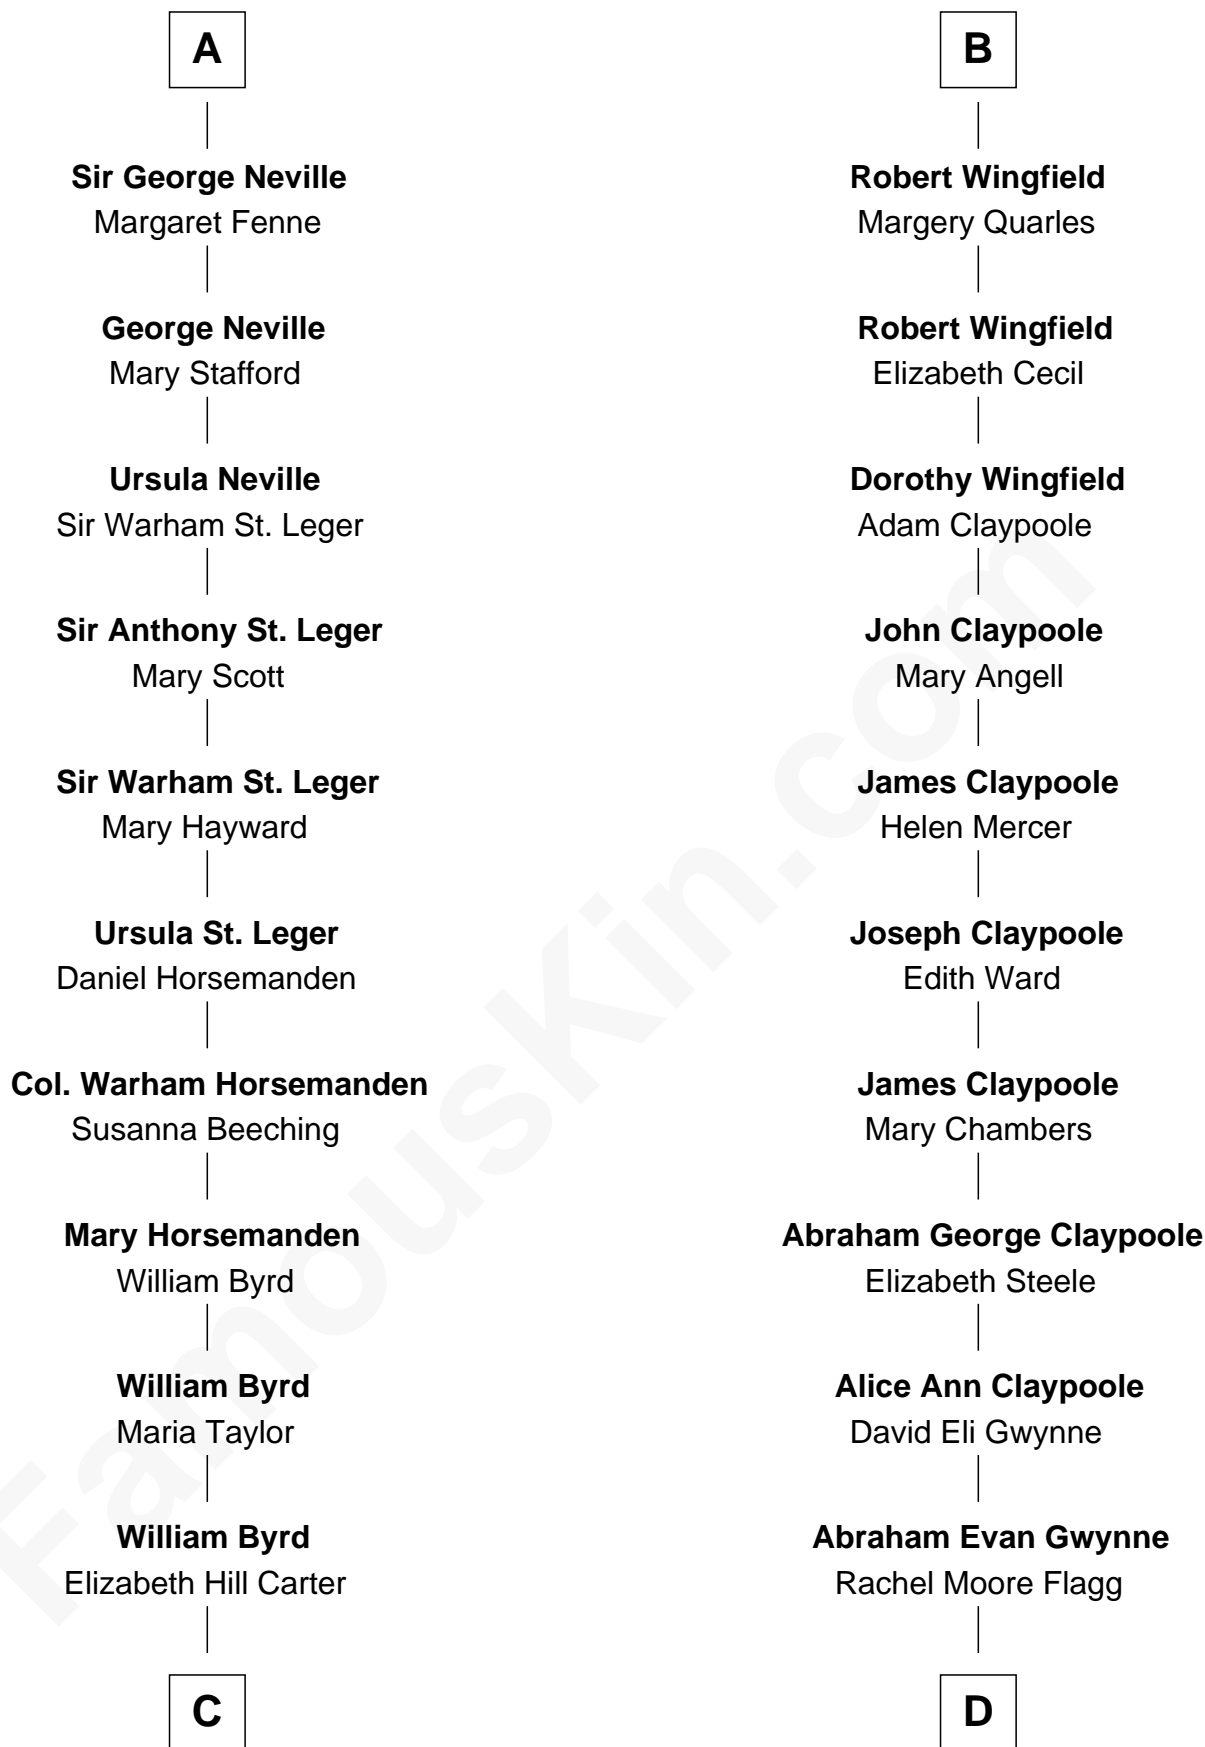 A
Sir George Neville
Margaret Fenne
George Neville
Mary Stafford
Ursula Neville
Sir Warham St. Leger
Sir Anthony St. Leger
Mary Scott
Sir Warham St. Leger
Mary Hayward
Ursula St. Leger
Daniel Horsemanden
Col. Warham Horsemanden
Susanna Beeching
Mary Horsemanden
William Byrd
William Byrd
Maria Taylor
William Byrd
Elizabeth Hill Carter
C
B
Robert Wingfield
Margery Quarles
Robert Wingfield
Elizabeth Cecil
Dorothy Wingfield
Adam Claypoole
John Claypoole
Mary Angell
James Claypoole
Helen Mercer
Joseph Claypoole
Edith Ward
James Claypoole
Mary Chambers
Abraham George Claypoole
Elizabeth Steele
Alice Ann Claypoole
David Eli Gwynne
Abraham Evan Gwynne
Rachel Moore Flagg
D
FamousKin.com